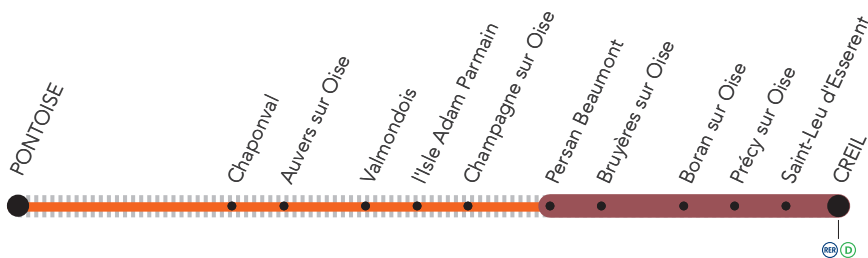 PONTOISE
Chaponval
Auvers sur Oise
Valmondois
l'Isle Adam Parmain
Champagne sur Oise
Persan Beaumont
Bruyères sur Oise
Boran sur Oise
Précy sur Oise
Saint-Leu d'Esserent
CREIL
RER D